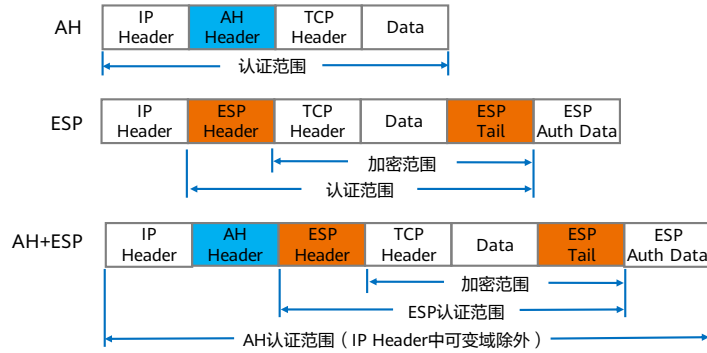 AH
IP Header
AH Header
TCP Header
Data
认证范围
ESP
IP Header
ESP Header
TCP Header
Data
ESP Tail
ESP Auth Data
加密范围
认证范围
AH+ESP
IP Header
AH Header
ESP Header
TCP Header
Data
ESP Tail
ESP Auth Data
加密范围
ESP认证范围
AH认证范围（IP Header中可变域除外）